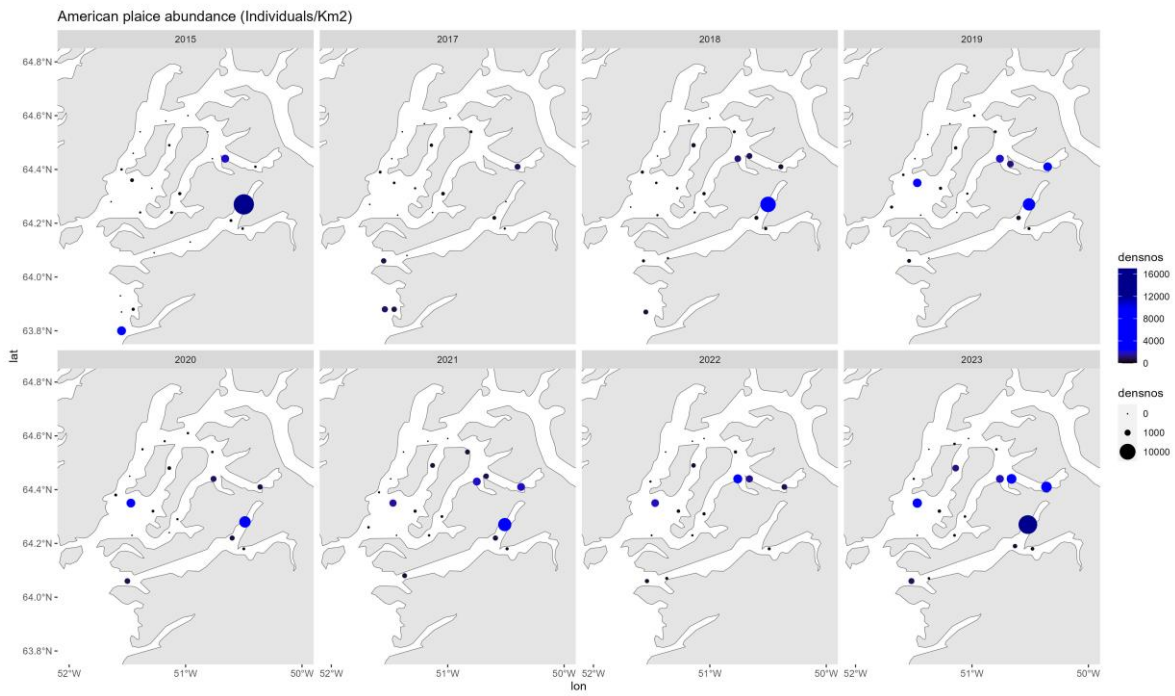 American plaice abundance (Individuals/Km2)
2015
2017
2018
2019
64.8°N
64.6°N
64.4°N
64.2°N
64.0°N
63.8°N
lat
2020
2021
2022
2023
64.8°N
64.6°N
64.4°N
64.2°N
64.0°N
63.8°N
52°W 51°W 50°W 52°W 51°W 50°W 52°W 51°W 50°W 52°W 51°W 50°W
lon
densnos
16000
12000
8000
4000
0
densnos
0
1000
10000